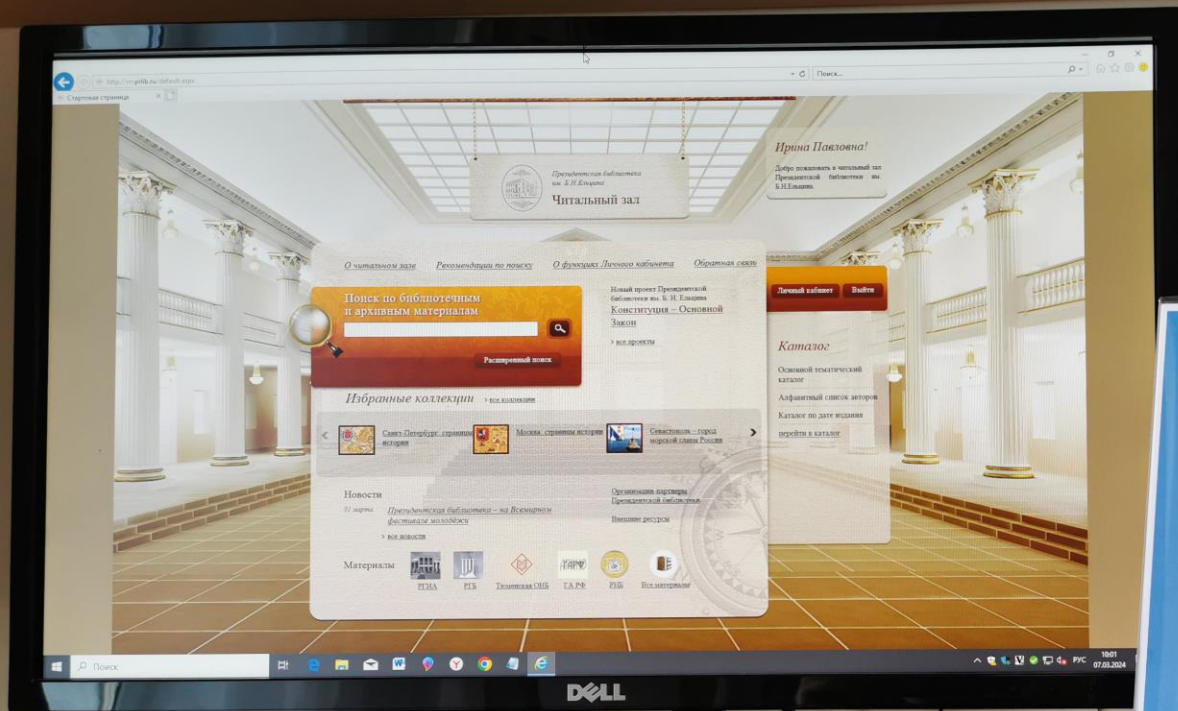 Поиск...
Стартовая страница
Ирина Павловна!
Добро пожаловать в читальный зал
Президентской библиотеки им.
Б.Н.Ельцина.
Президентская библиотека
им. Б.Н.Ельцина
Читальный зал
О читальном зале
Рекомендации по поиску
О функциях Личного кабинета
Обратная связь
Поиск по библиотечным
и архивным материалам
Расширенный поиск
Новый проект Президентской
библиотеки им. Б. Н. Ельцина
Конституция – Основной
Закон
> все проекты
Личный кабинет
Выйти
Каталог
Основной тематический
каталог
Алфавитный список авторов
Каталог по дате издания
перейти в каталог
Избранные коллекции
> все коллекции
Санкт-Петербург: страницы
истории
Москва: страницы истории
Севастополь – город
морской славы России
Новости
01 марта
Президентская библиотека – на Всемирном
фестивале молодёжи
> все новости
Организации-партнеры
Президентской библиотеки
Внешние ресурсы
Материалы
РГИА
РГБ
Тюменская ОНБ
ГА РФ
РНБ
Все материалы
Поиск
РУС
10:01
07.03.2024
DELL